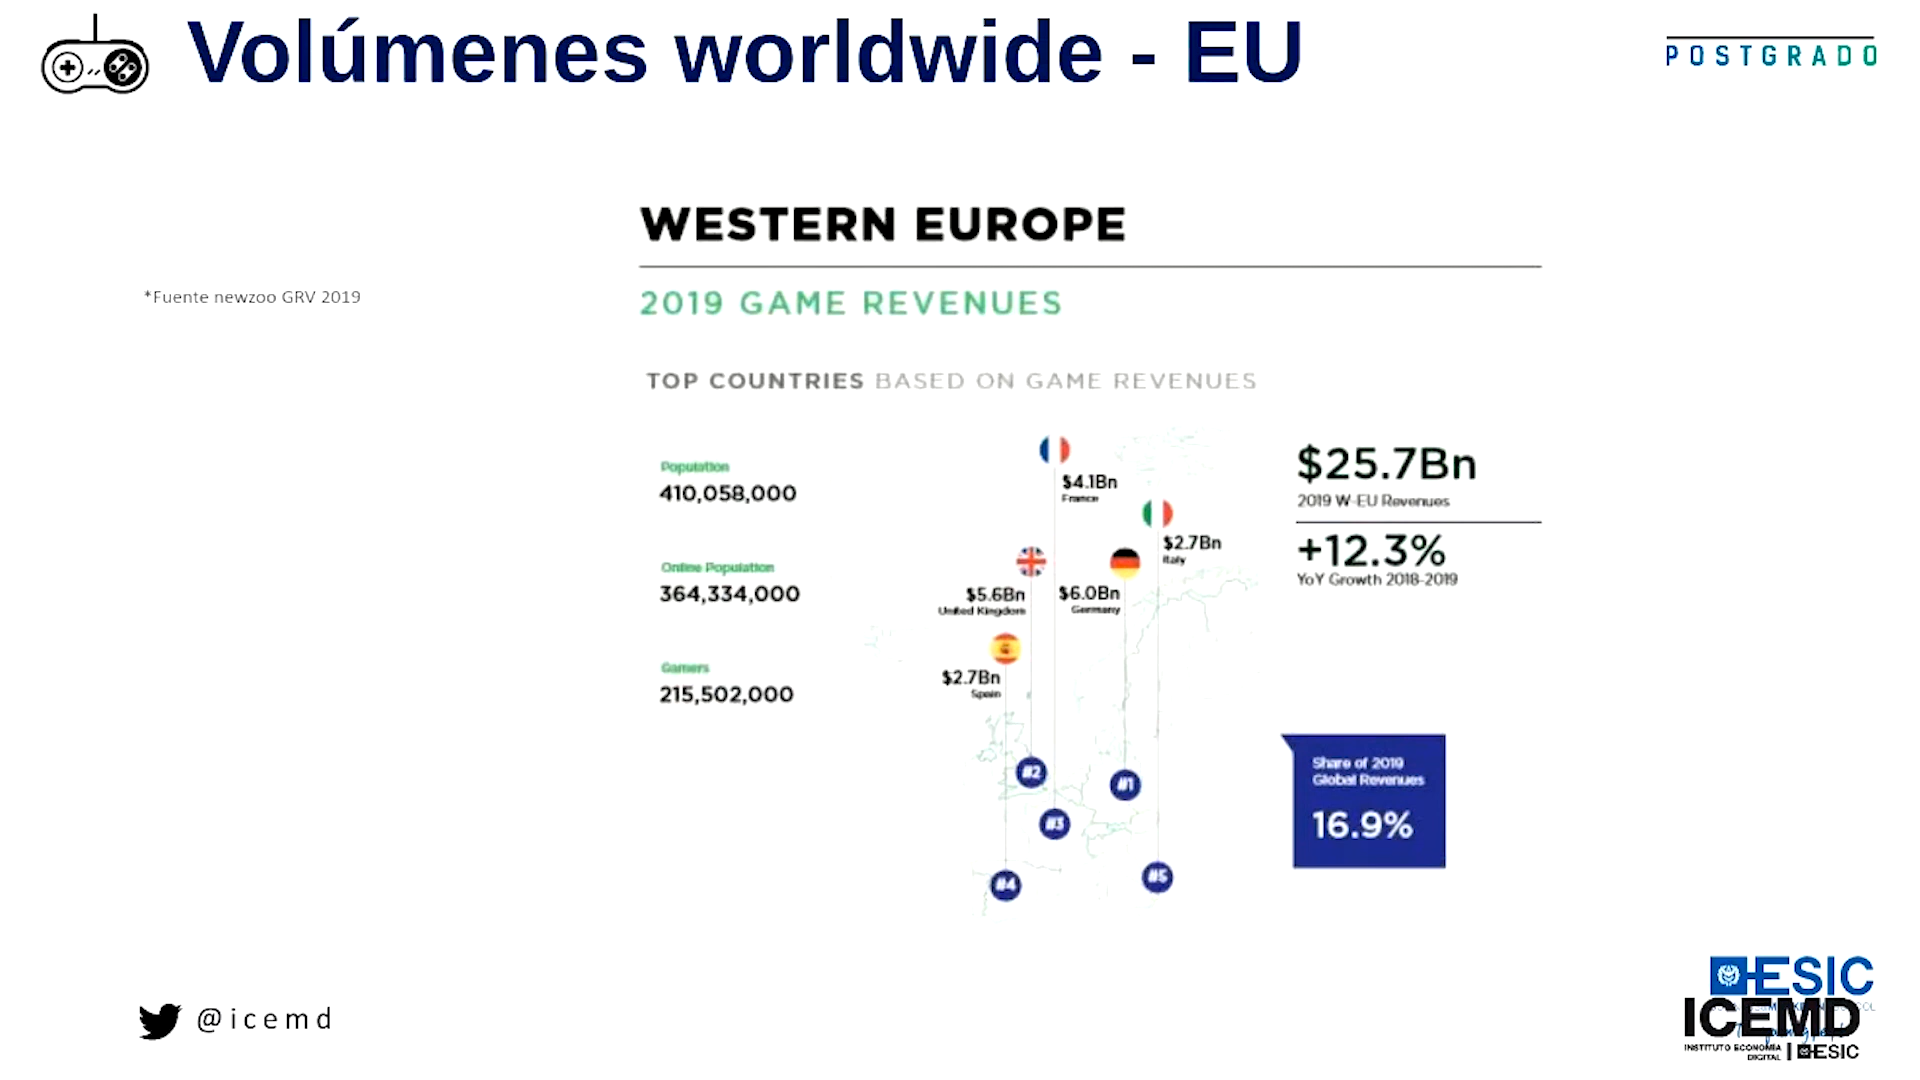 Volúmenes worldwide - EU
POSTGRADO
WESTERN EUROPE
*Fuente newzoo GRV 2019
2019 GAME REVENUES
TOP COUNTRIES BASED ON GAME REVENUES
Population
410,058,000
Online Population
364,334,000
Gamers
215,502,000
$4.1Bn
France
$2.7Bn
Italy
$5.6Bn
United Kingdom
$6.0Bn
Germany
$2.7Bn
Spain
#2
#1
#3
#4
#5
$25.7Bn
2019 W-EU Revenues
+12.3%
YoY Growth 2018-2019
Share of 2019
Global Revenues
16.9%
@icemd
ESIC
ICEMD
INSTITUTO ECONOMIA
DIGITAL
ESIC